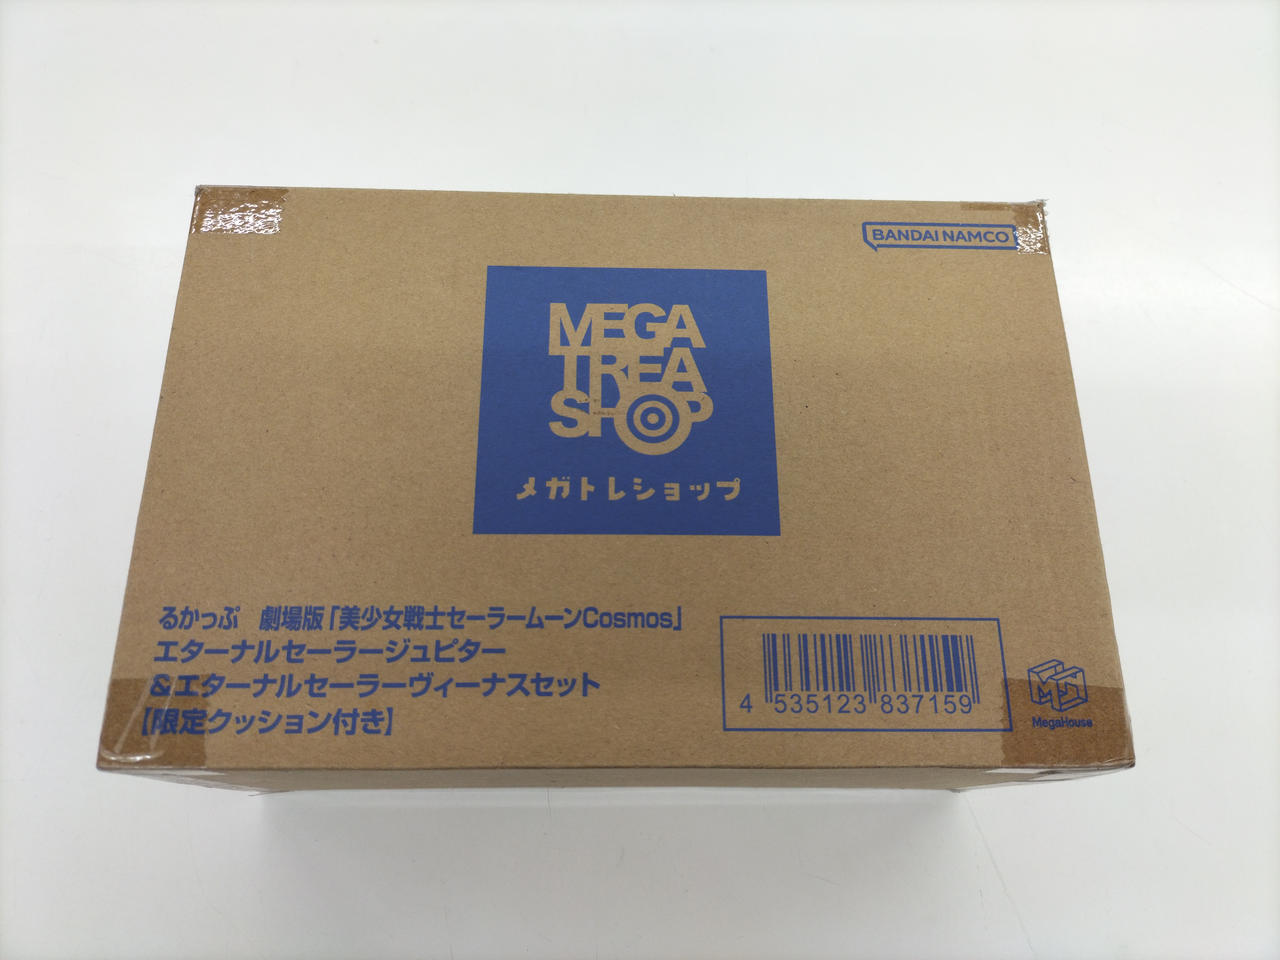 BANDAI NAMCO
MEGA
TREA
SHOP
メガトレショップ
るかっぷ 劇場版「美少女戦士セーラームーンCosmos」
エターナルセーラージュピター
&エターナルセーラーヴィーナスセット
【限定クッション付き】
4 535123 837159
MegaHouse